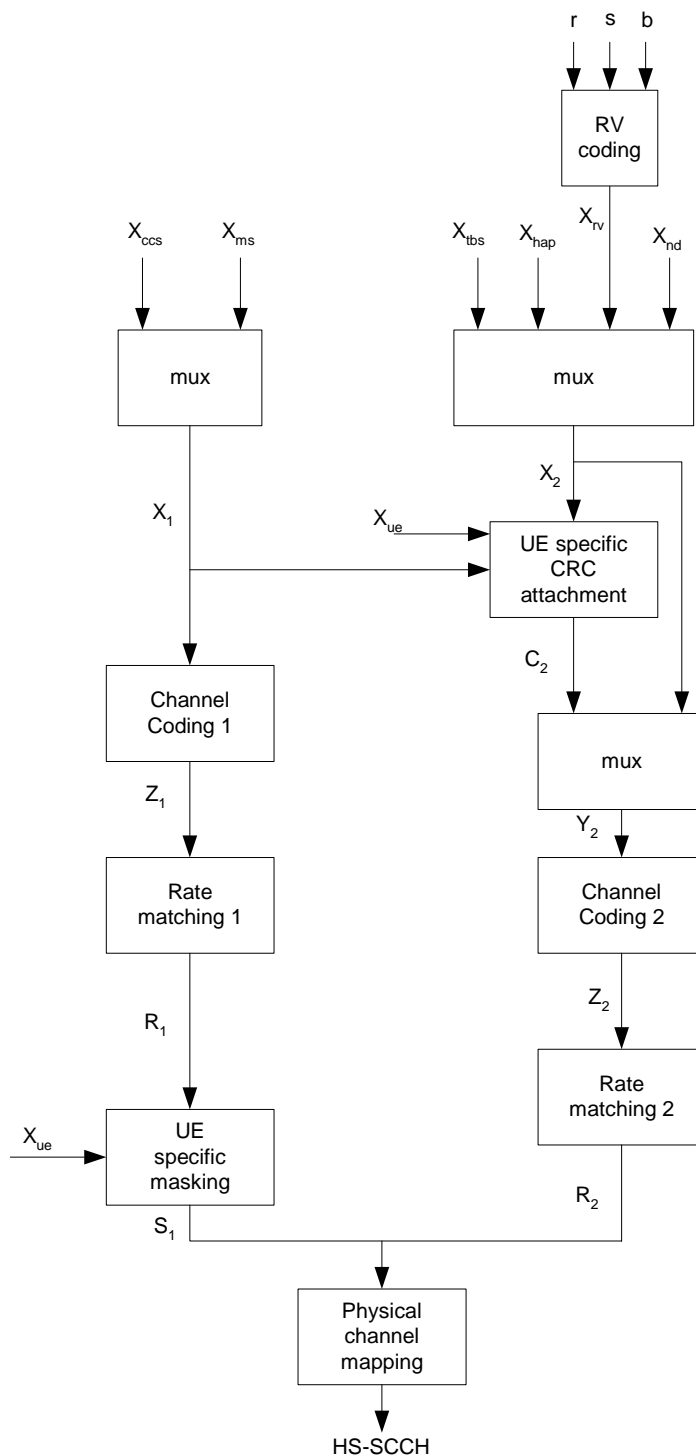 r s b
RV
coding
X_rv
X_ccs X_ms X_tbs X_hap X_nd
mux mux
X_1 X_2
X_ue
UE specific
CRC
attachment
C_2
Channel
Coding 1
mux
Z_1
Y_2
Rate
matching 1
Channel
Coding 2
R_1
Z_2
Rate
matching 2
X_ue
UE
specific
masking
S_1
R_2
Physical
channel
mapping
HS-SCCH